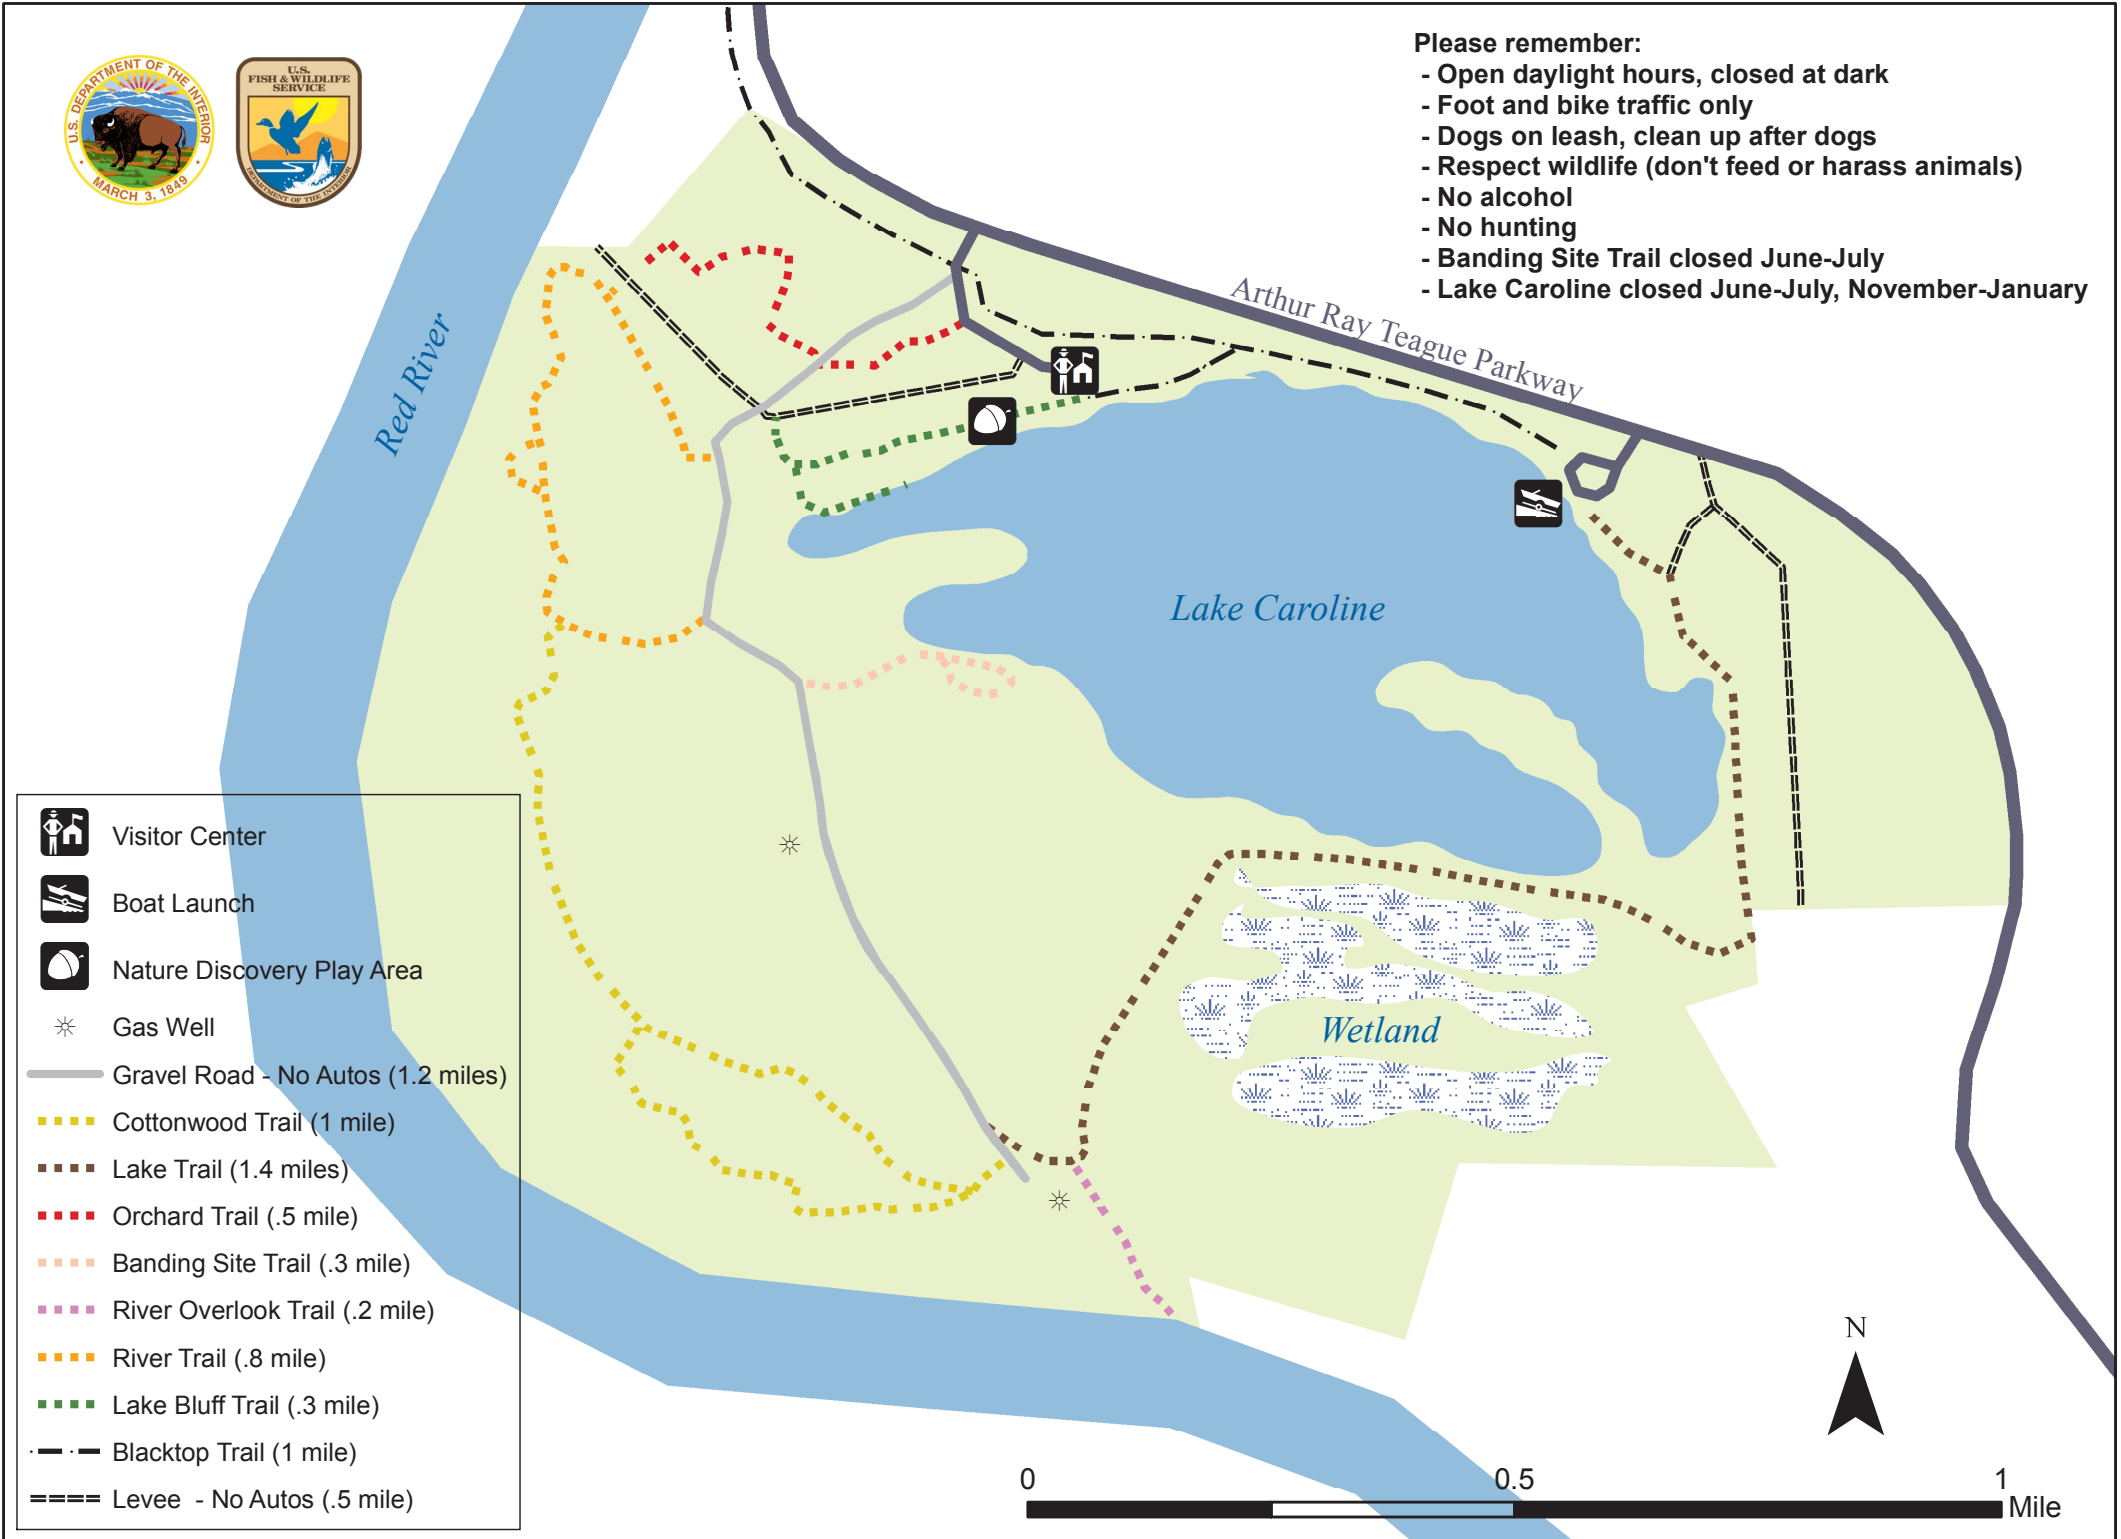 U.S. DEPARTMENT OF THE INTERIOR
MARCH 3, 1849
U.S.
FISH & WILDLIFE
SERVICE
DEPARTMENT OF THE INTERIOR
Please remember:
- Open daylight hours, closed at dark
- Foot and bike traffic only
- Dogs on leash, clean up after dogs
- Respect wildlife (don't feed or harass animals)
- No alcohol
- No hunting
- Banding Site Trail closed June-July
- Lake Caroline closed June-July, November-January
Arthur Ray Teague Parkway
Red River
Lake Caroline
Wetland
Visitor Center
Boat Launch
Nature Discovery Play Area
Gas Well
Gravel Road - No Autos (1.2 miles)
Cottonwood Trail (1 mile)
Lake Trail (1.4 miles)
Orchard Trail (.5 mile)
Banding Site Trail (.3 mile)
River Overlook Trail (.2 mile)
River Trail (.8 mile)
Lake Bluff Trail (.3 mile)
Blacktop Trail (1 mile)
Levee - No Autos (.5 mile)
N
0 0.5 1
Mile